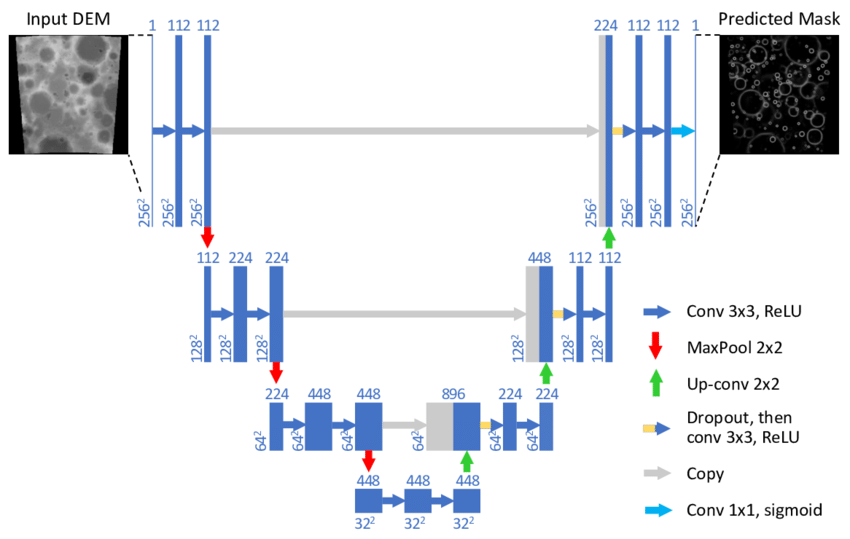 Input DEM
Predicted Mask
1 112 112
224 112 112 1
256² 256² 256²
256² 256² 256² 256²
112 224 224
448 112 112
128² 128² 128²
128² 128² 128²
224 448 448
896 224 224
64² 64² 64²
64² 64² 64²
448 448 448
32² 32² 32²
Conv 3x3, ReLU
MaxPool 2x2
Up-conv 2x2
Dropout, then
conv 3x3, ReLU
Copy
Conv 1x1, sigmoid